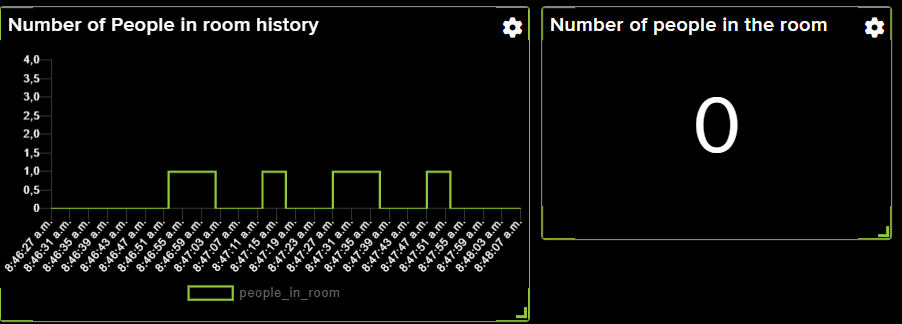 Number of People in room history
4,0
3,5
3,0
2,5
2,0
1,5
1,0
0,5
0
8:46:27 a.m.
8:46:31 a.m.
8:46:35 a.m.
8:46:39 a.m.
8:46:43 a.m.
8:46:47 a.m.
8:46:51 a.m.
8:46:55 a.m.
8:46:59 a.m.
8:47:03 a.m.
8:47:07 a.m.
8:47:11 a.m.
8:47:15 a.m.
8:47:19 a.m.
8:47:23 a.m.
8:47:27 a.m.
8:47:31 a.m.
8:47:35 a.m.
8:47:39 a.m.
8:47:43 a.m.
8:47:47 a.m.
8:47:51 a.m.
8:47:55 a.m.
8:47:59 a.m.
8:48:03 a.m.
8:48:07 a.m.
people_in_room
Number of people in the room
0